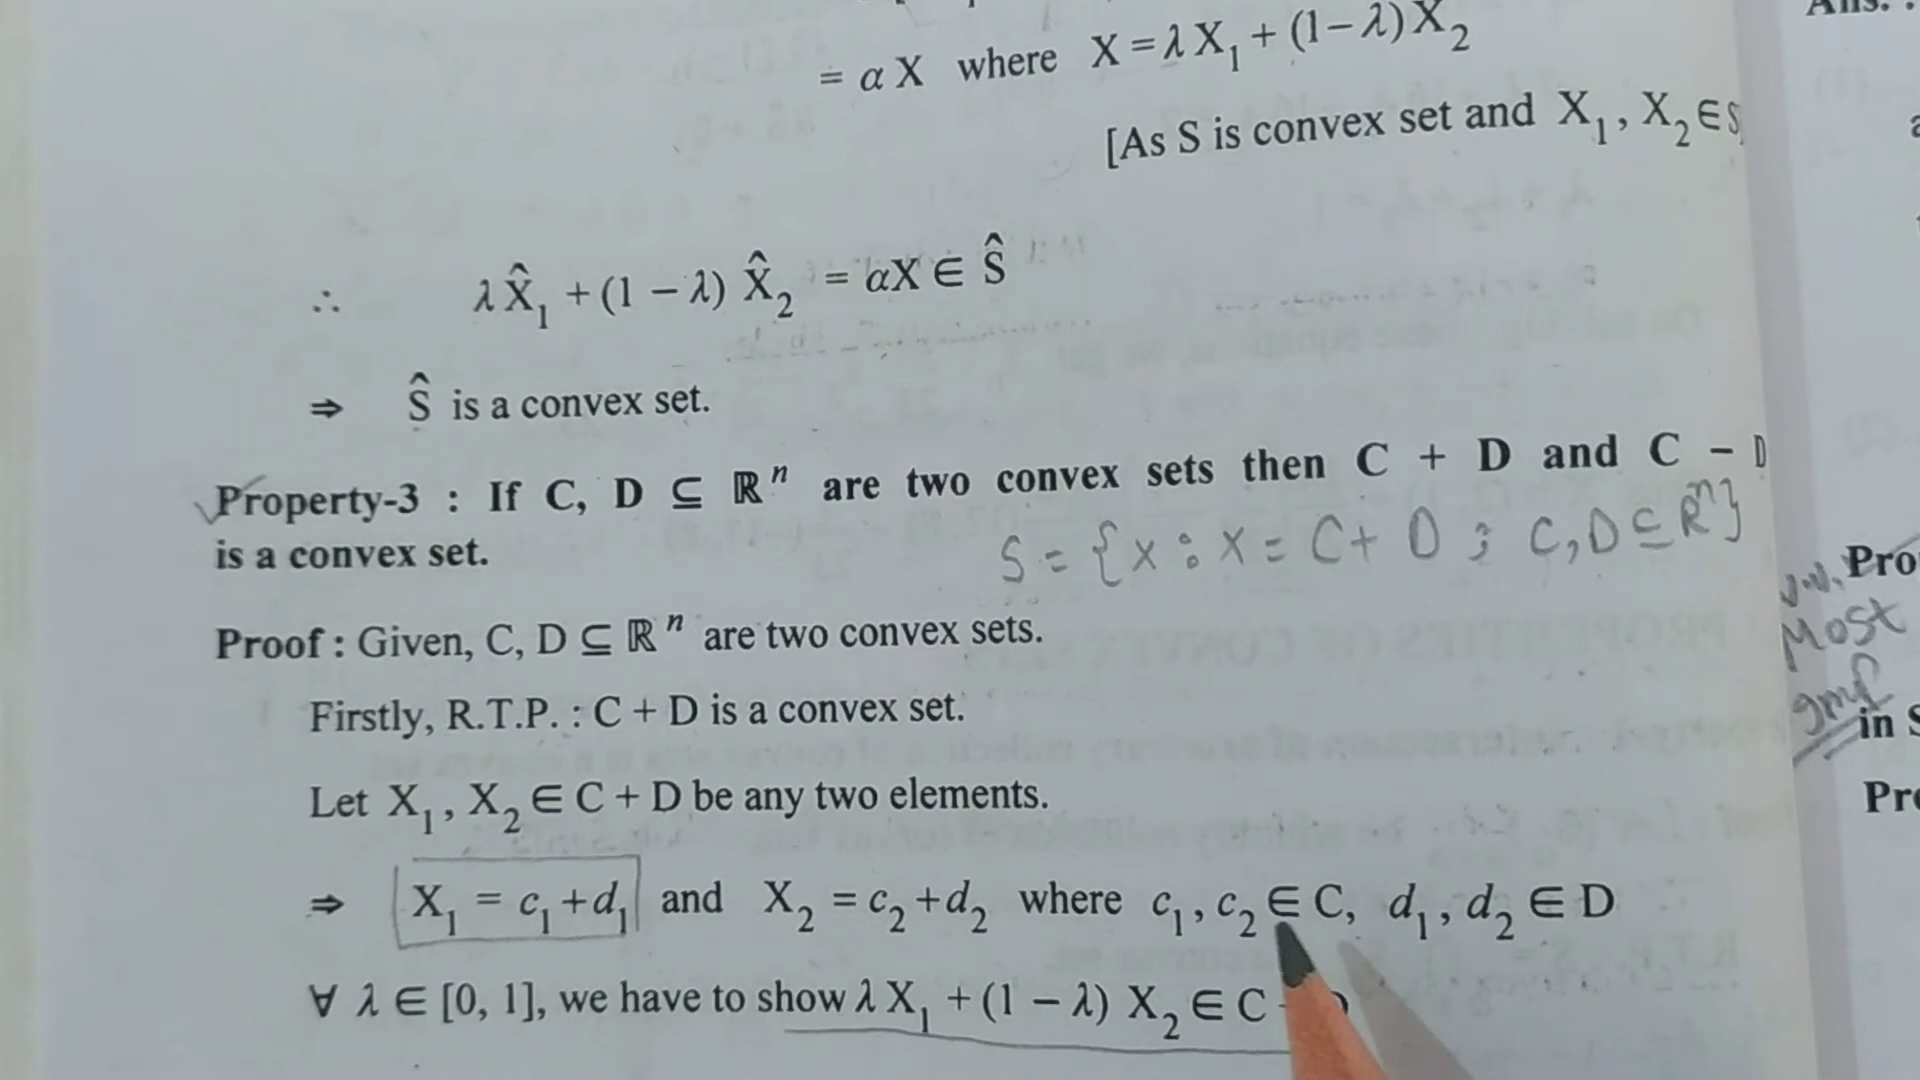 = α X where X = λ X₁ + (1 − λ) X₂
[As S is convex set and X₁, X₂ ∈ S
∴ λ X̂₁ + (1 − λ) X̂₂ = αX ∈ Ŝ
⇒ Ŝ is a convex set.
Property-3 : If C, D ⊆ ℝⁿ are two convex sets then C + D and C − D
is a convex set.
S = {X : X = C + D ; C, D ⊆ Rⁿ}
Proof : Given, C, D ⊆ ℝⁿ are two convex sets.
Firstly, R.T.P. : C + D is a convex set.
Let X₁, X₂ ∈ C + D be any two elements.
⇒ X₁ = c₁ + d₁ and X₂ = c₂ + d₂ where c₁, c₂ ∈ C, d₁, d₂ ∈ D
∀ λ ∈ [0, 1], we have to show λ X₁ + (1 − λ) X₂ ∈ C
Ans. :
Most
in